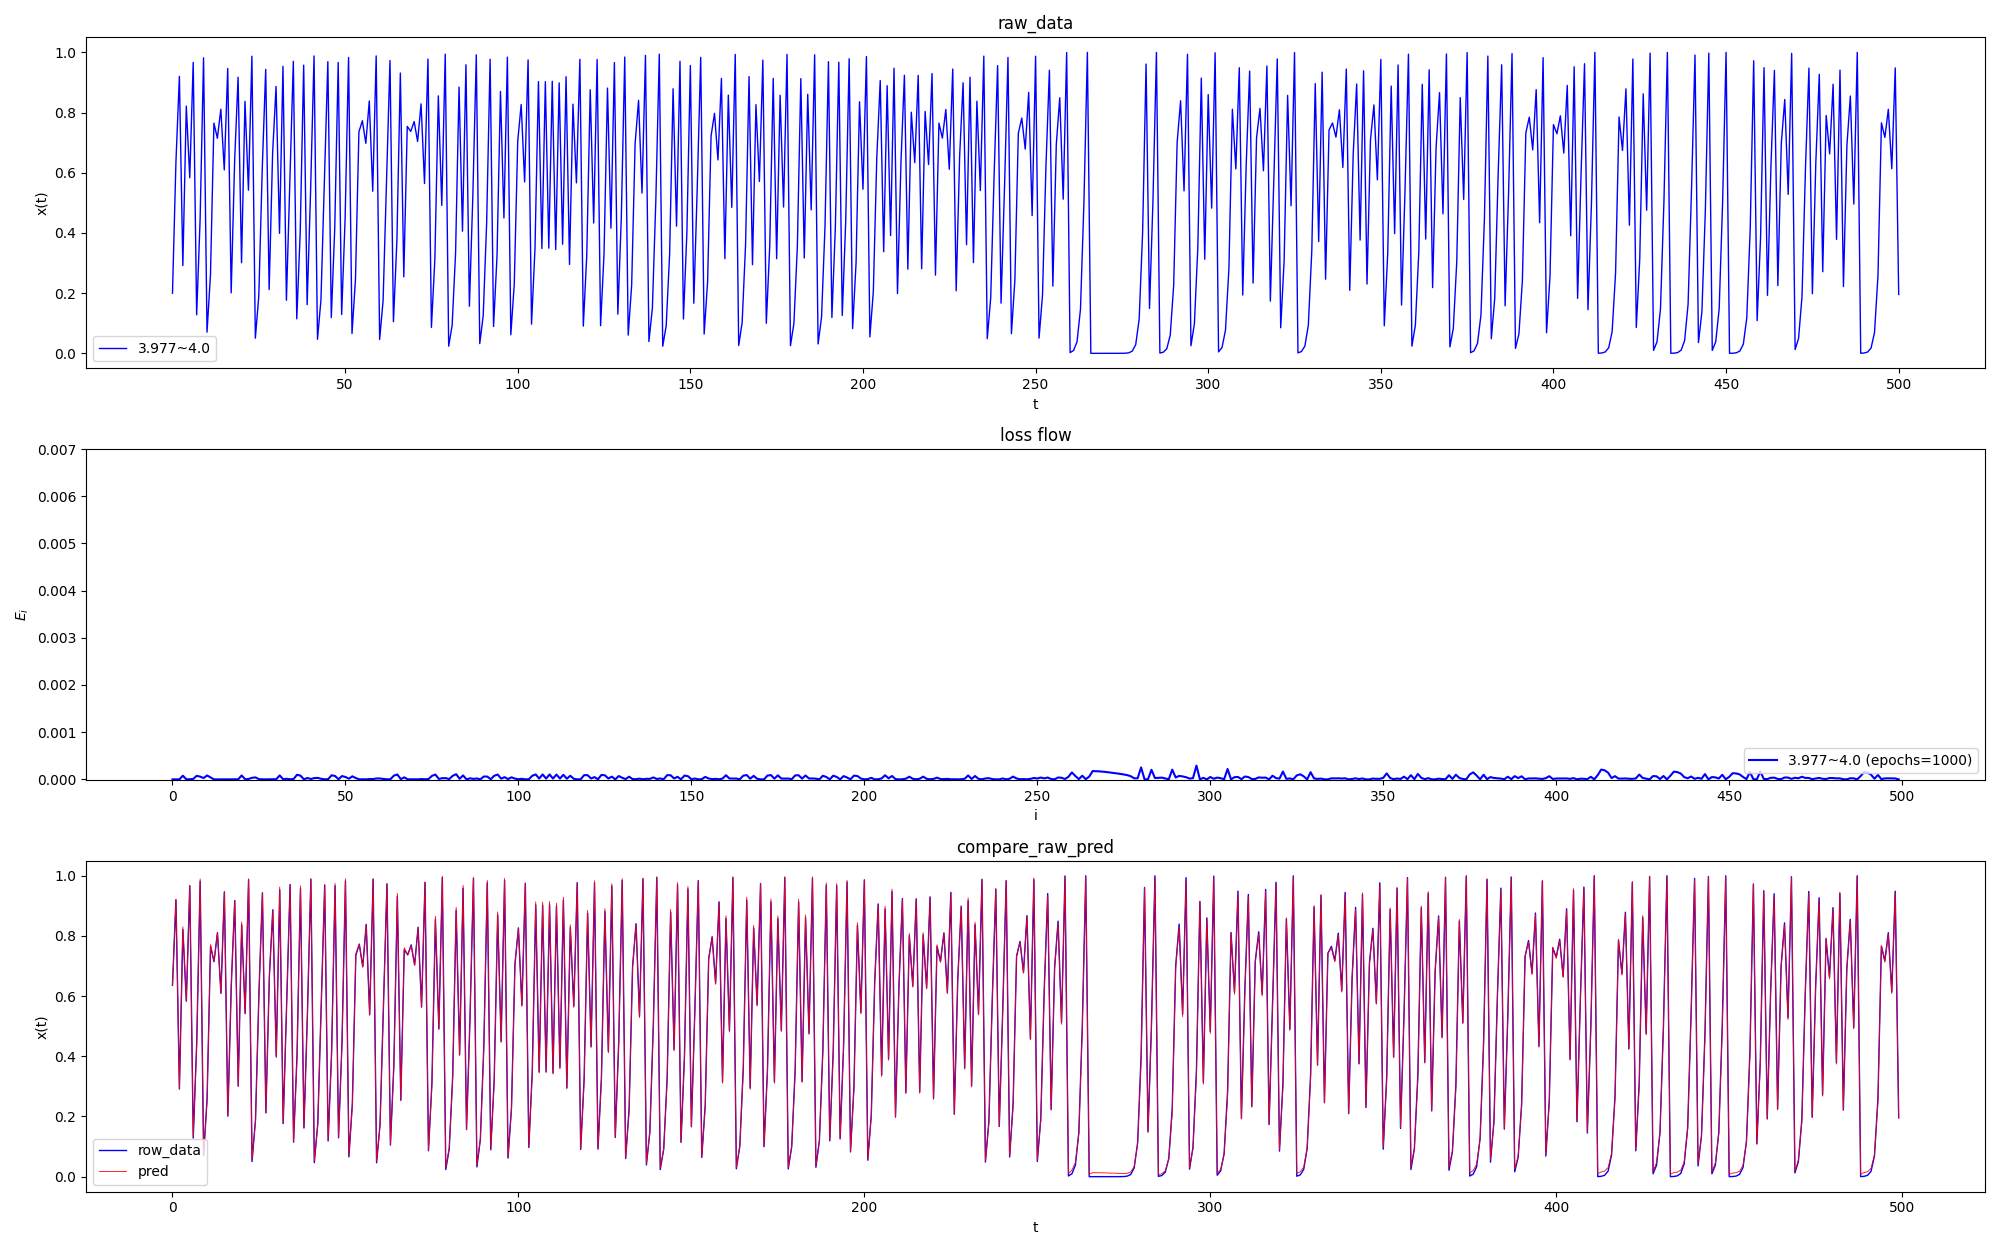 raw_data
1.0
0.8
0.6
0.4
0.2
0.0
x(t)
3.977~4.0
50 100 150 200 250 300 350 400 450 500
t
loss flow
0.007
0.006
0.005
0.004
0.003
0.002
0.001
0.000
E_i
3.977~4.0 (epochs=1000)
0 50 100 150 200 250 300 350 400 450 500
i
compare_raw_pred
1.0
0.8
0.6
0.4
0.2
0.0
x(t)
row_data
pred
0 100 200 300 400 500
t